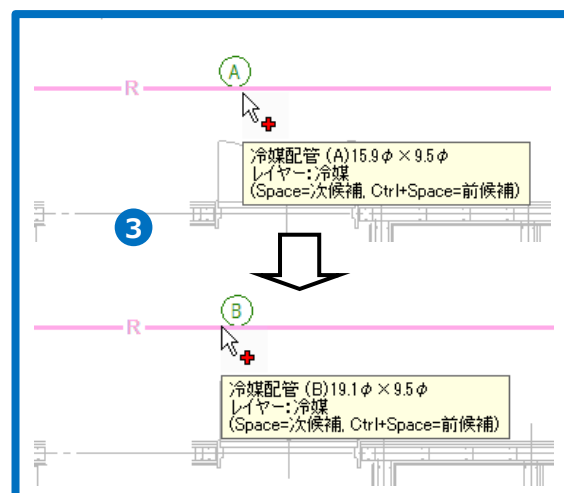 A
R
冷媒配管 (A)15.9φ×9.5φ
レイヤー:冷媒
(Space=次候補, Ctrl+Space=前候補)
3
B
R
冷媒配管 (B)19.1φ×9.5φ
レイヤー:冷媒
(Space=次候補, Ctrl+Space=前候補)